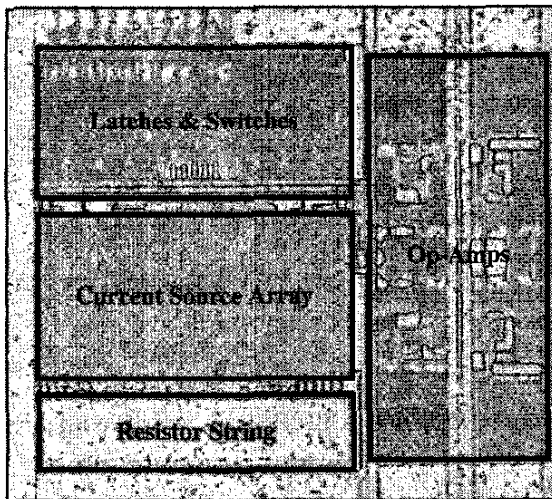 Latches & Switches
Op-Amps
Current Source Array
Resistor String